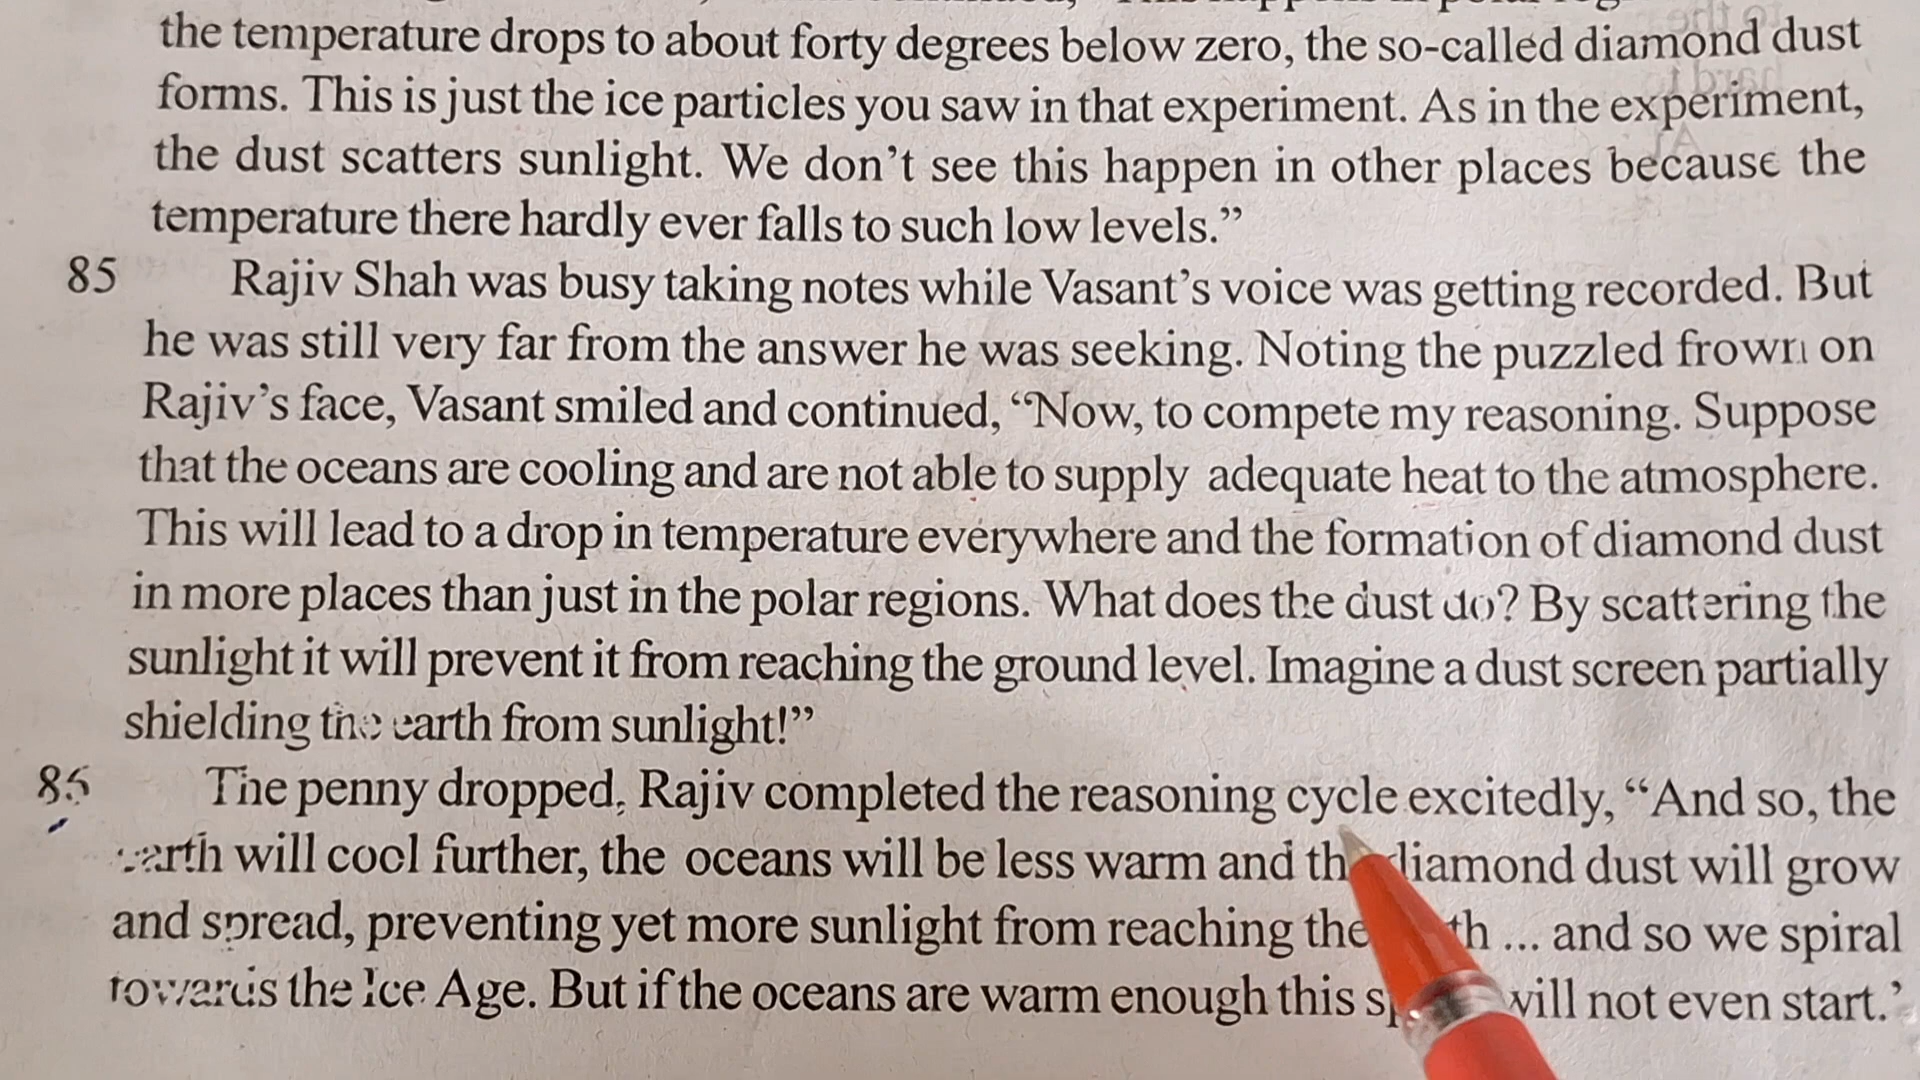 the temperature drops to about forty degrees below zero, the so-called diamond dust
forms. This is just the ice particles you saw in that experiment. As in the experiment,
the dust scatters sunlight. We don’t see this happen in other places because the
temperature there hardly ever falls to such low levels.”
85 Rajiv Shah was busy taking notes while Vasant’s voice was getting recorded. But
he was still very far from the answer he was seeking. Noting the puzzled frown on
Rajiv’s face, Vasant smiled and continued, “Now, to compete my reasoning. Suppose
that the oceans are cooling and are not able to supply adequate heat to the atmosphere.
This will lead to a drop in temperature everywhere and the formation of diamond dust
in more places than just in the polar regions. What does the dust do? By scattering the
sunlight it will prevent it from reaching the ground level. Imagine a dust screen partially
shielding the earth from sunlight!”
86 The penny dropped, Rajiv completed the reasoning cycle excitedly, “And so, the
earth will cool further, the oceans will be less warm and diamond dust will grow
and spread, preventing yet more sunlight from reaching the ... and so we spiral
towards the Ice Age. But if the oceans are warm enough this will not even start.’